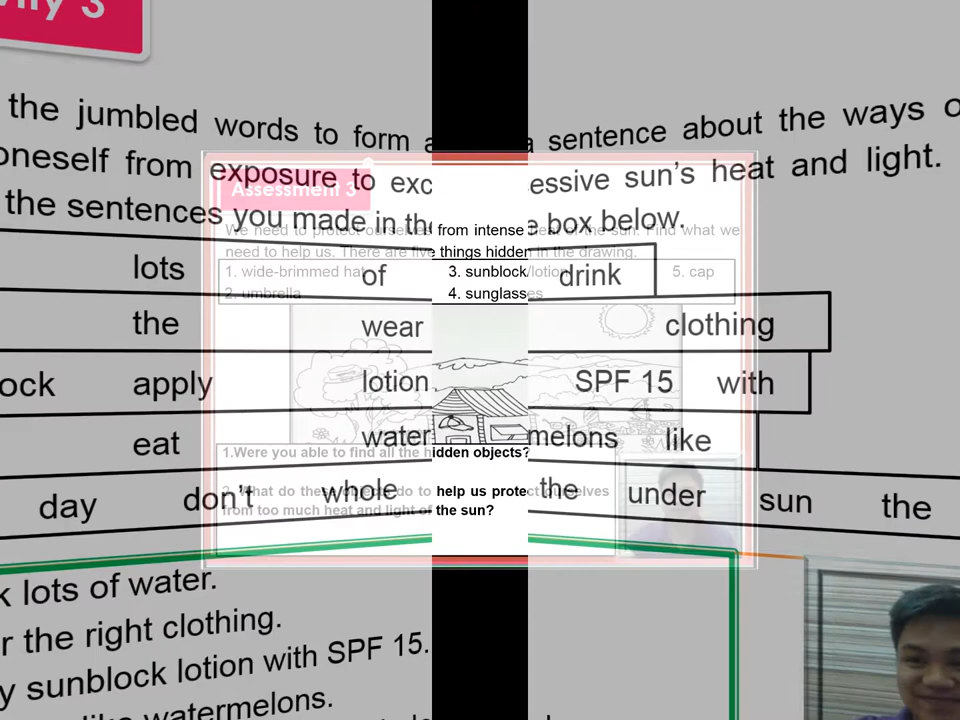 the jumbled words to form a a sentence about the ways
oneself from exposure to exc essive sun's heat and light.
the sentences you made in the e box below.
lots of drink
the wear clothing
ock apply lotion SPF 15 with
eat water melons like
day don't whole the under sun the
k lots of water.
r the right clothing.
y sunblock lotion with SPF 15.
like watermelons.
Assessment 3
We need to protect ourselves from intense heat of the sun. Find what we
need to help us. There are five things hidden in the drawing.
1. wide-brimmed hat 3. sunblock/lotion 5. cap
2. umbrella 4. sunglasses
1.Were you able to find all the hidden objects?
2. What do these objects do to help us protect ourselves
from too much heat and light of the sun?